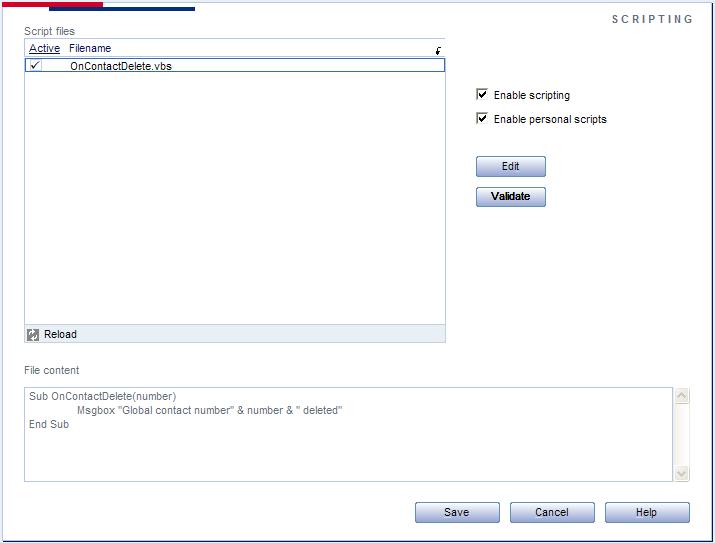 SCRIPTING
Script files
Active Filename
OnContactDelete.vbs
Enable scripting
Enable personal scripts
Edit
Validate
Reload
File content
Sub OnContactDelete(number)
Msgbox "Global contact number" & number & " deleted"
End Sub
Save Cancel Help